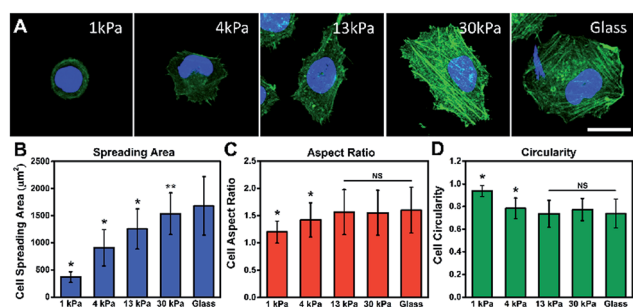 A
1kPa
4kPa
13kPa
30kPa
Glass
B
Spreading Area
Cell Spreading Area (μm²)
2500
2000
1500
1000
500
0
*
*
*
**
1 kPa
4 kPa
13 kPa
30 kPa
Glass
C
Aspect Ratio
Cell Aspect Ratio
2.5
2.0
1.5
1.0
0.5
0.0
*
*
NS
1 kPa
4 kPa
13 kPa
30 kPa
Glass
D
Circularity
Cell Circularity
1.2
1.0
0.8
0.6
0.4
0.2
0.0
*
*
NS
1 kPa
4 kPa
13 kPa
30 kPa
Glass